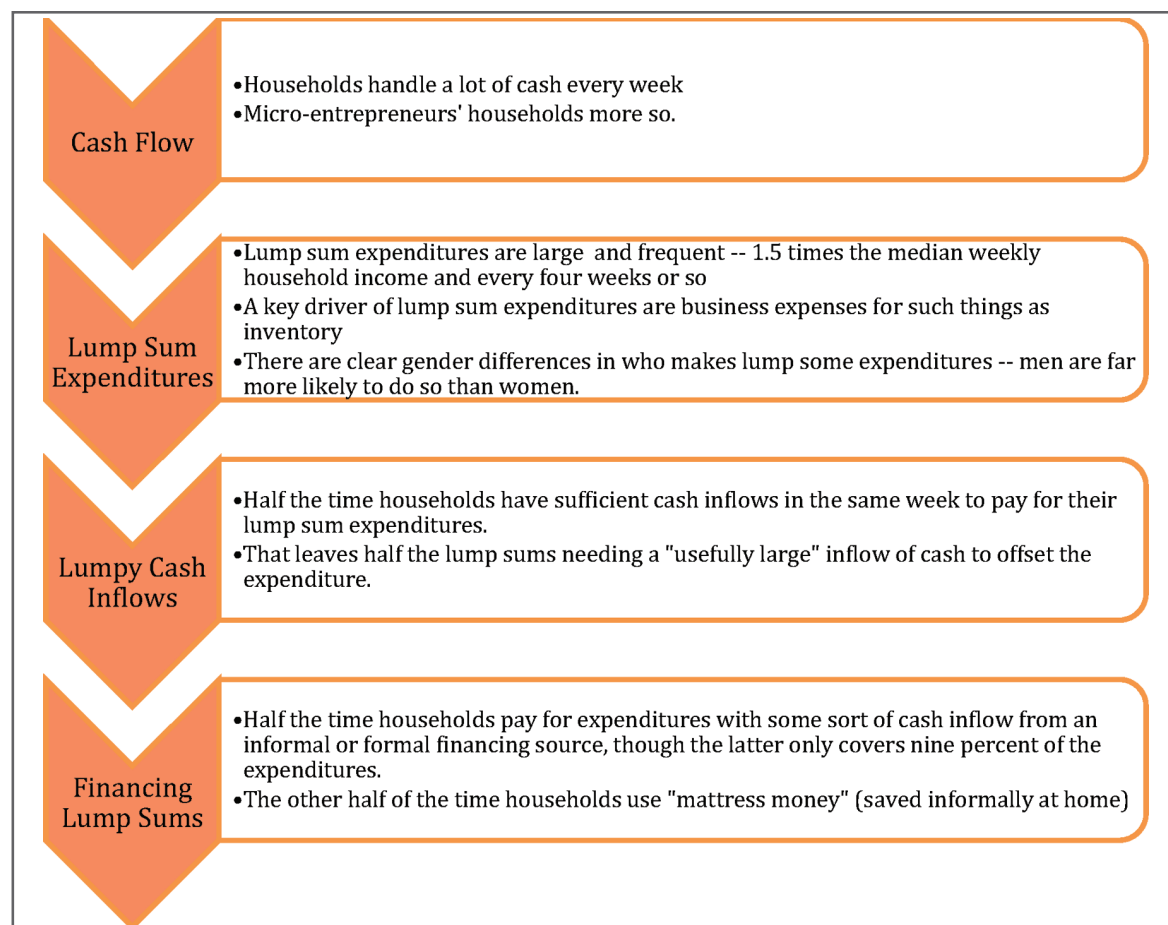 Cash Flow
•Households handle a lot of cash every week
•Micro-entrepreneurs' households more so.
Lump Sum
Expenditures
•Lump sum expenditures are large  and frequent -- 1.5 times the median weekly
household income and every four weeks or so
•A key driver of lump sum expenditures are business expenses for such things as
inventory
•There are clear gender differences in who makes lump some expenditures -- men are far
more likely to do so than women.
Lumpy Cash
Inflows
•Half the time households have sufficient cash inflows in the same week to pay for their
lump sum expenditures.
•That leaves half the lump sums needing a "usefully large" inflow of cash to offset the
expenditure.
Financing
Lump Sums
•Half the time households pay for expenditures with some sort of cash inflow from an
informal or formal financing source, though the latter only covers nine percent of the
expenditures.
•The other half of the time households use "mattress money" (saved informally at home)